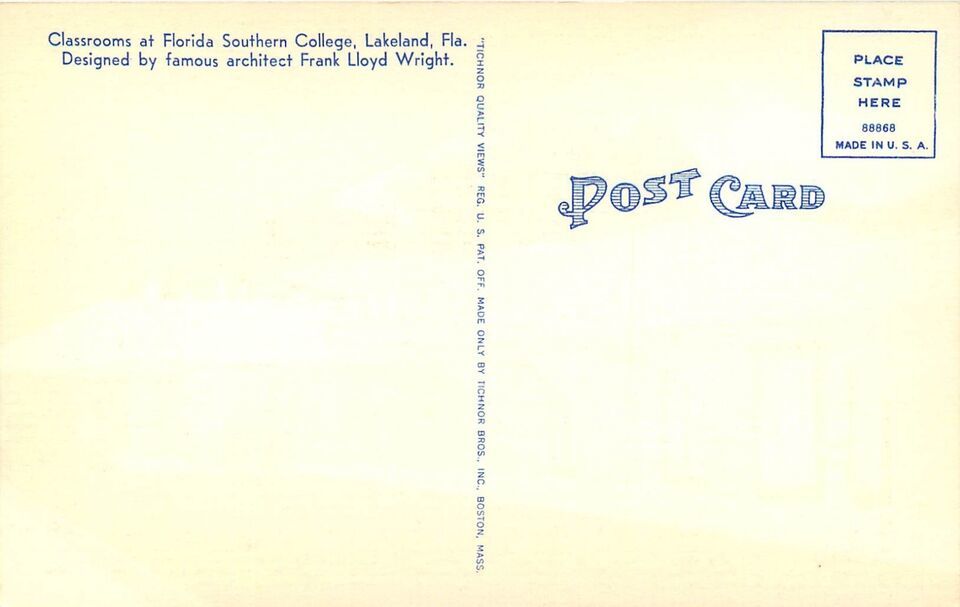 Classrooms at Florida Southern College, Lakeland, Fla.
Designed by famous architect Frank Lloyd Wright.
"TICHNOR QUALITY VIEWS" REG. U. S. PAT. OFF. MADE ONLY BY TICHNOR BROS., INC., BOSTON, MASS.
PLACE
STAMP
HERE
88868
MADE IN U. S. A.
POST CARD